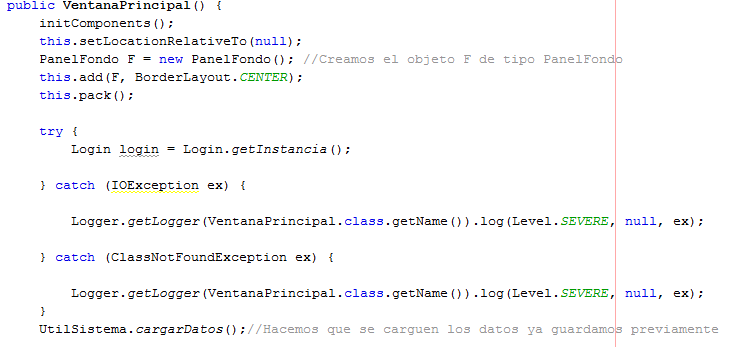 public VentanaPrincipal() {
initComponents();
this.setLocationRelativeTo(null);
PanelFondo F = new PanelFondo(); //Creamos el objeto F de tipo PanelFondo
this.add(F, BorderLayout.CENTER);
this.pack();
try {
Login login = Login.getInstancia();
} catch (IOException ex) {
Logger.getLogger(VentanaPrincipal.class.getName()).log(Level.SEVERE, null, ex);
} catch (ClassNotFoundException ex) {
Logger.getLogger(VentanaPrincipal.class.getName()).log(Level.SEVERE, null, ex);
}
UtilSistema.cargarDatos();//Hacemos que se carguen los datos ya guardamos previamente